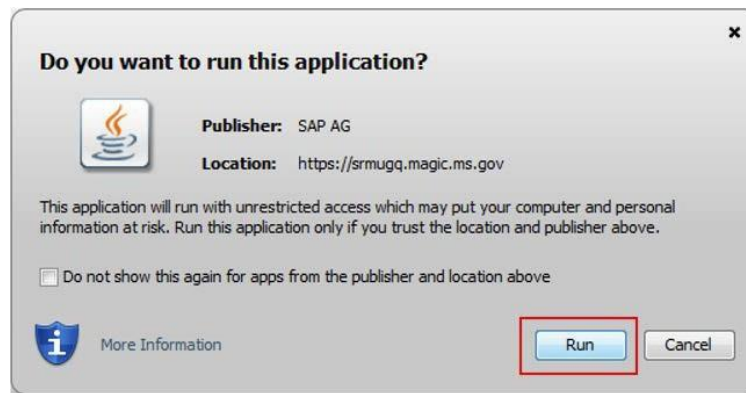 Do you want to run this application?
Publisher: SAP AG
Location: https://srmugq.magic.ms.gov
This application will run with unrestricted access which may put your computer and personal
information at risk. Run this application only if you trust the location and publisher above.
Do not show this again for apps from the publisher and location above
More Information
Run Cancel